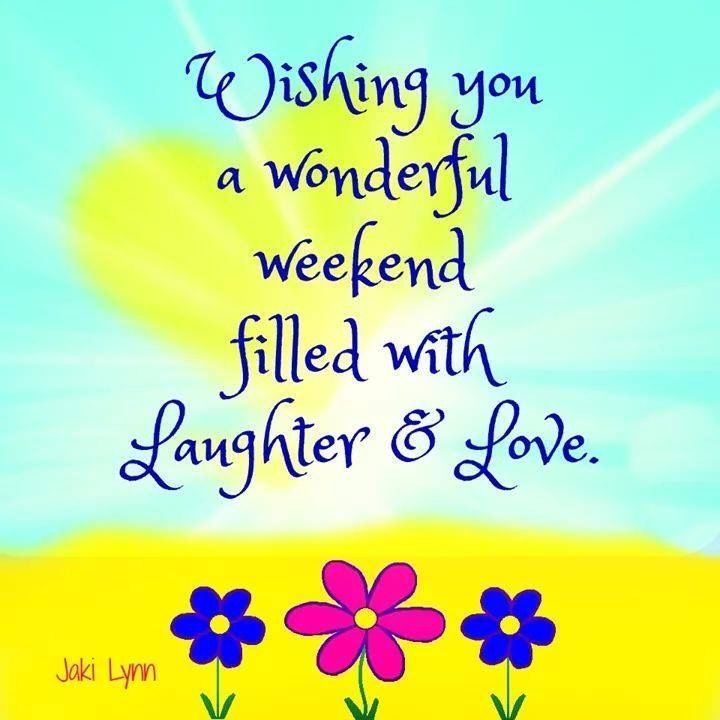 Wishing you
a wonderful
weekend
filled with
Laughter & Love.
Jaki Lynn